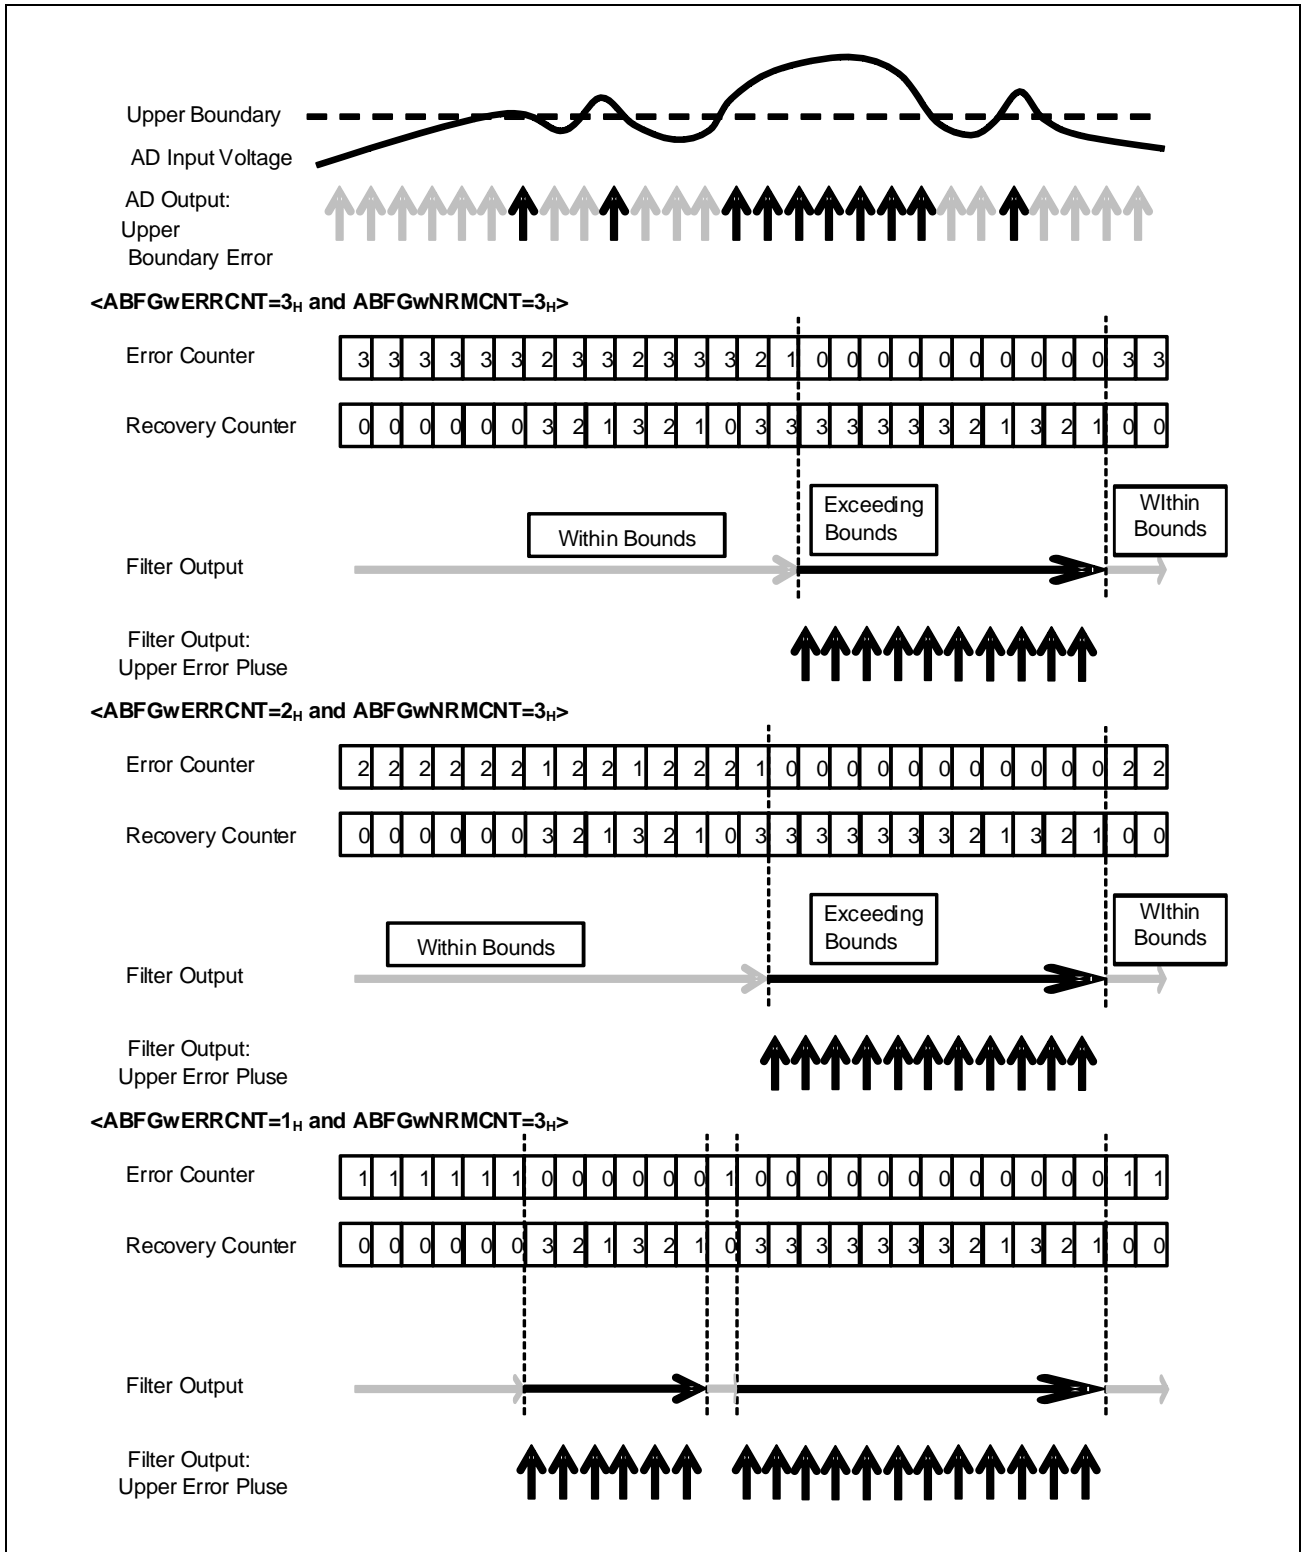 Upper Boundary
AD Input Voltage
AD Output:
Upper
Boundary Error
<ABFGwERRCNT=3H and ABFGwNRMCNT=3H>
Error Counter 3 3 3 3 3 3 2 3 3 2 3 3 3 2 1 0 0 0 0 0 0 0 0 0 0 3 3
Recovery Counter 0 0 0 0 0 0 3 2 1 3 2 1 0 3 3 3 3 3 3 3 2 1 3 2 1 0 0
Within Bounds
Exceeding
Bounds
WIthin
Bounds
Filter Output
Filter Output:
Upper Error Pluse
<ABFGwERRCNT=2H and ABFGwNRMCNT=3H>
Error Counter 2 2 2 2 2 2 1 2 2 1 2 2 2 1 0 0 0 0 0 0 0 0 0 0 0 2 2
Recovery Counter 0 0 0 0 0 0 3 2 1 3 2 1 0 3 3 3 3 3 3 3 2 1 3 2 1 0 0
Within Bounds
Exceeding
Bounds
WIthin
Bounds
Filter Output
Filter Output:
Upper Error Pluse
<ABFGwERRCNT=1H and ABFGwNRMCNT=3H>
Error Counter 1 1 1 1 1 1 0 0 0 0 0 0 1 0 0 0 0 0 0 0 0 0 0 0 0 1 1
Recovery Counter 0 0 0 0 0 0 3 2 1 3 2 1 0 3 3 3 3 3 3 3 2 1 3 2 1 0 0
Filter Output
Filter Output:
Upper Error Pluse